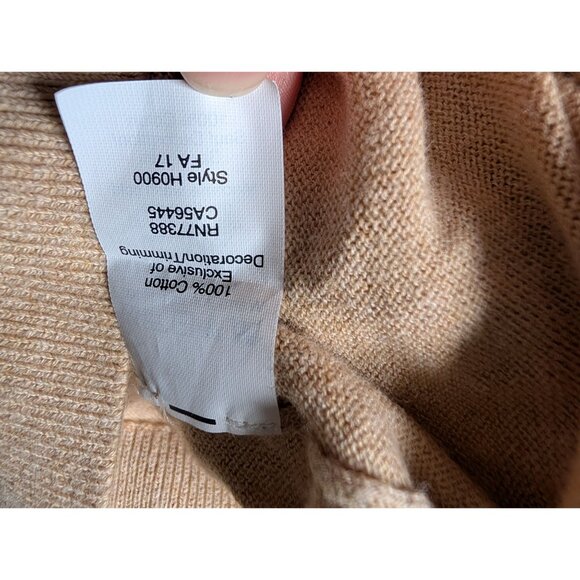 100% Cotton
Exclusive of
Decoration/Trimming
RN77388
CA56445
Style H0900
FA 17